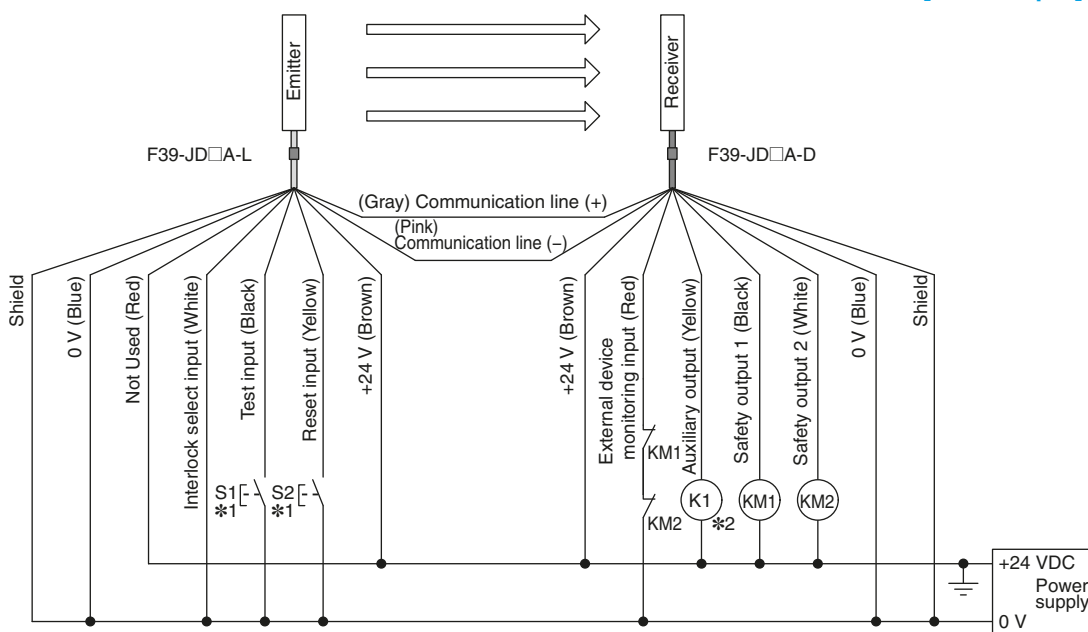 Emitter
Receiver
F39-JD□A-L
F39-JD□A-D
(Gray) Communication line (+)
(Pink)
Communication line (−)
Shield
0 V (Blue)
Not Used (Red)
Interlock select input (White)
Test input (Black)
Reset input (Yellow)
+24 V (Brown)
+24 V (Brown)
External device
monitoring input (Red)
Auxiliary output (Yellow)
Safety output 1 (Black)
Safety output 2 (White)
0 V (Blue)
Shield
KM1
S1
✻1
S2
✻1
KM2
K1
✻2
KM1
KM2
+24 VDC
Power
supply
0 V